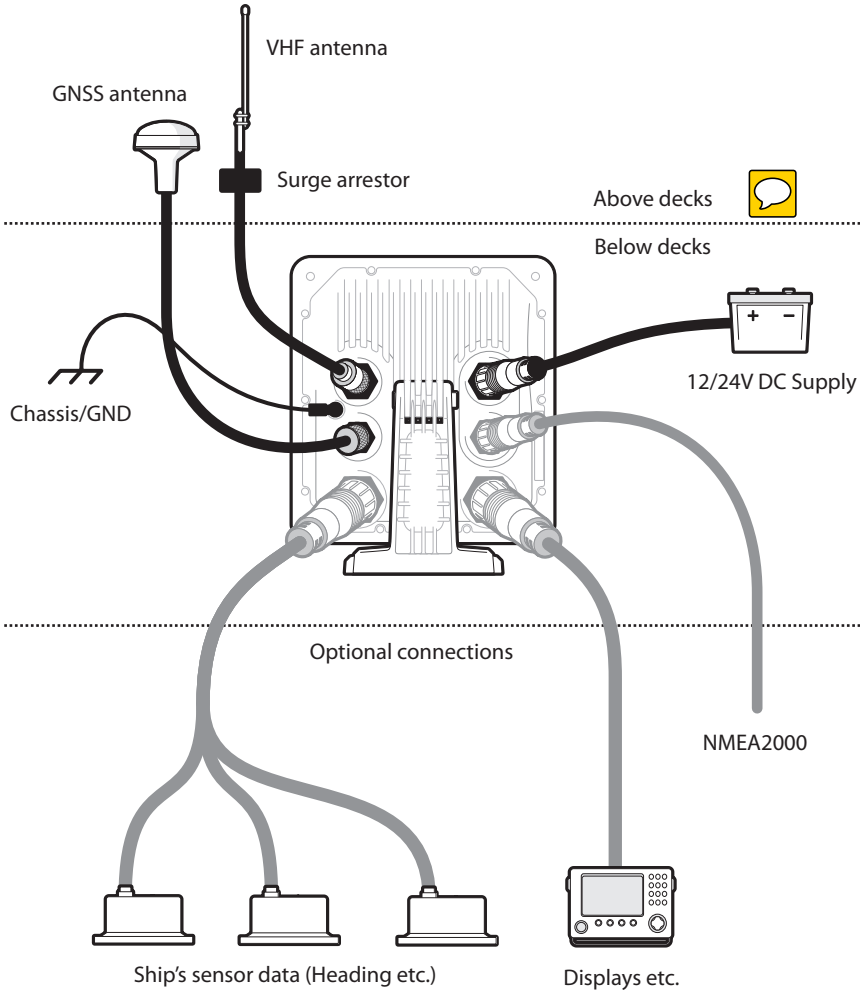 VHF antenna
GNSS antenna
Surge arrestor
Above decks
Below decks
+ −
12/24V DC Supply
Chassis/GND
Optional connections
NMEA2000
Ship's sensor data (Heading etc.)
Displays etc.